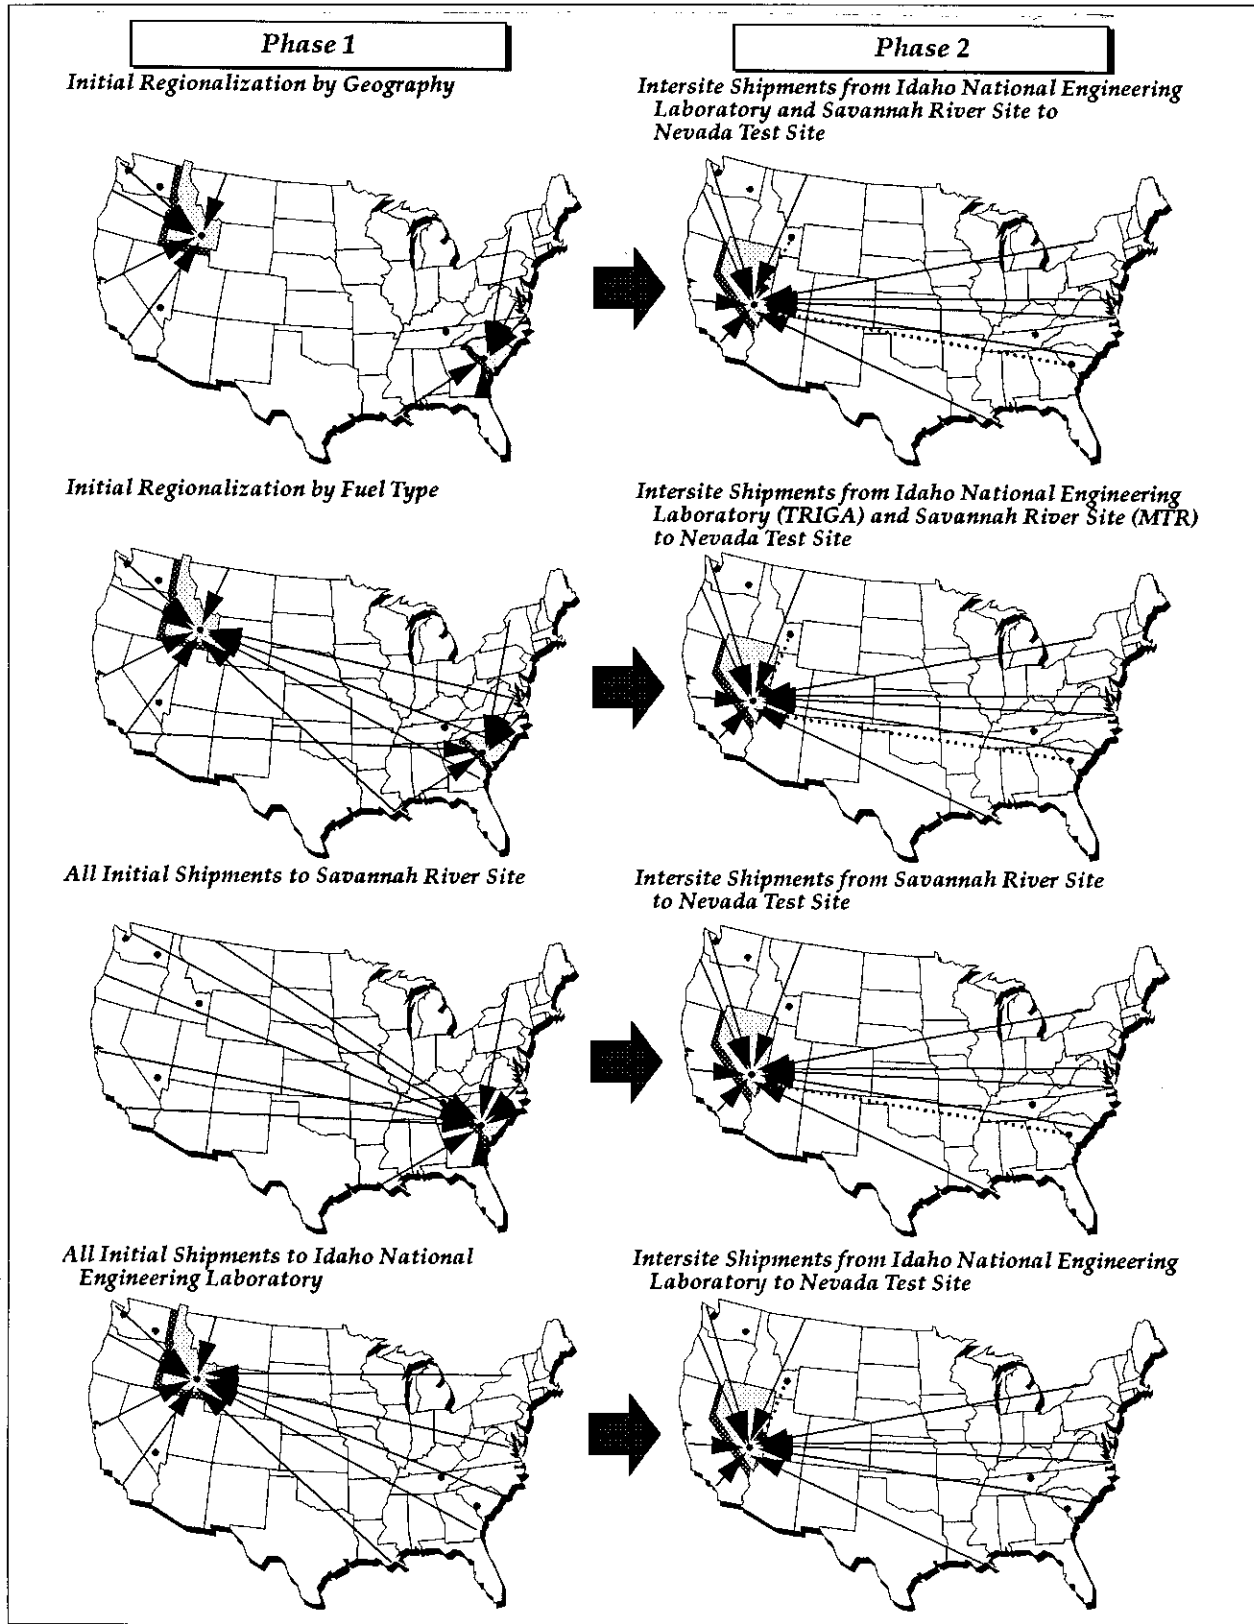 Phase 1
Phase 2
Initial Regionalization by Geography
Intersite Shipments from Idaho National Engineering
Laboratory and Savannah River Site to
Nevada Test Site
Initial Regionalization by Fuel Type
Intersite Shipments from Idaho National Engineering
Laboratory (TRIGA) and Savannah River Site (MTR)
to Nevada Test Site
All Initial Shipments to Savannah River Site
Intersite Shipments from Savannah River Site
to Nevada Test Site
All Initial Shipments to Idaho National
Engineering Laboratory
Intersite Shipments from Idaho National Engineering
Laboratory to Nevada Test Site